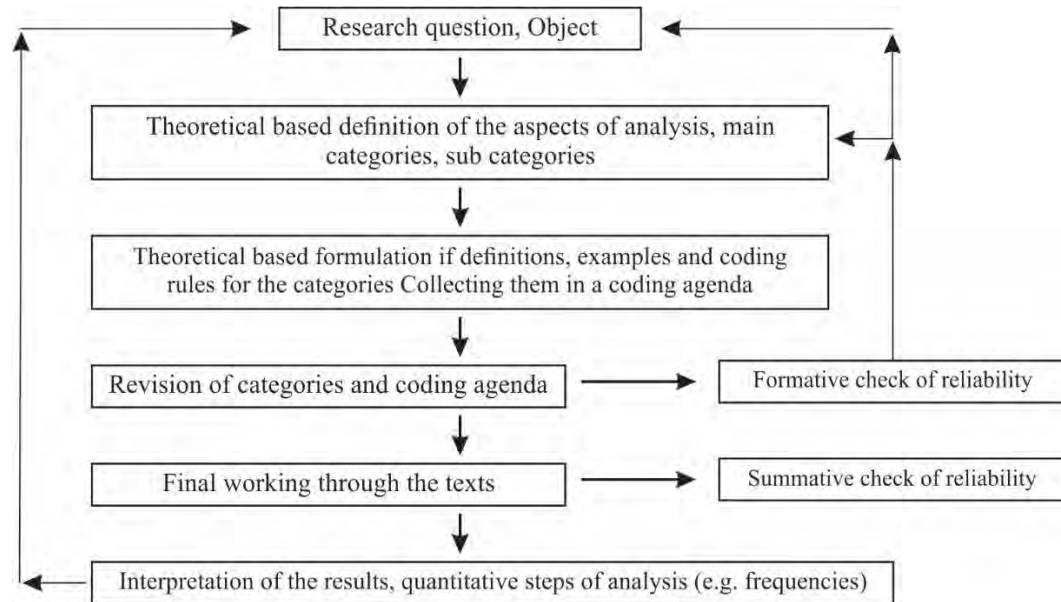 Research question, Object
Theoretical based definition of the aspects of analysis, main
categories, sub categories
Theoretical based formulation if definitions, examples and coding
rules for the categories Collecting them in a coding agenda
Revision of categories and coding agenda
Formative check of reliability
Final working through the texts
Summative check of reliability
Interpretation of the results, quantitative steps of analysis (e.g. frequencies)